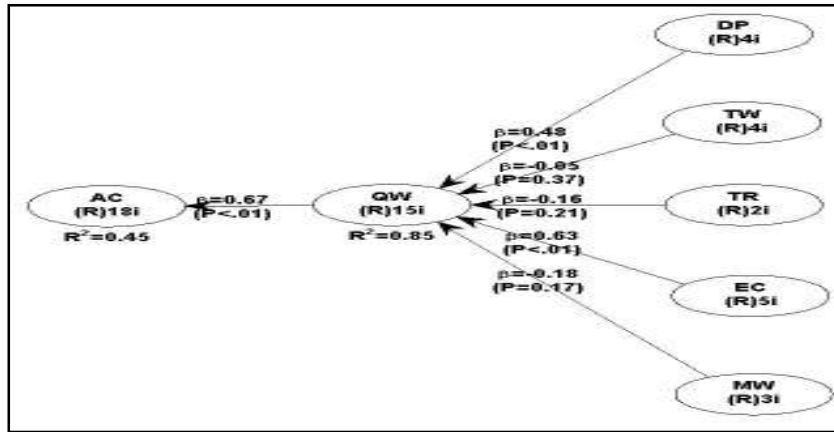 DP
(R)4i
TW
(R)4i
β=0.48
(P<.01)
β=-0.05
(P=0.37)
AC
(R)18i
R²=0.45
β=0.67
(P<.01)
QW
(R)15i
R²=0.85
β=-0.16
(P=0.21)
TR
(R)2i
β=0.63
(P<.01)
EC
(R)5i
β=-0.18
(P=0.17)
MW
(R)3i